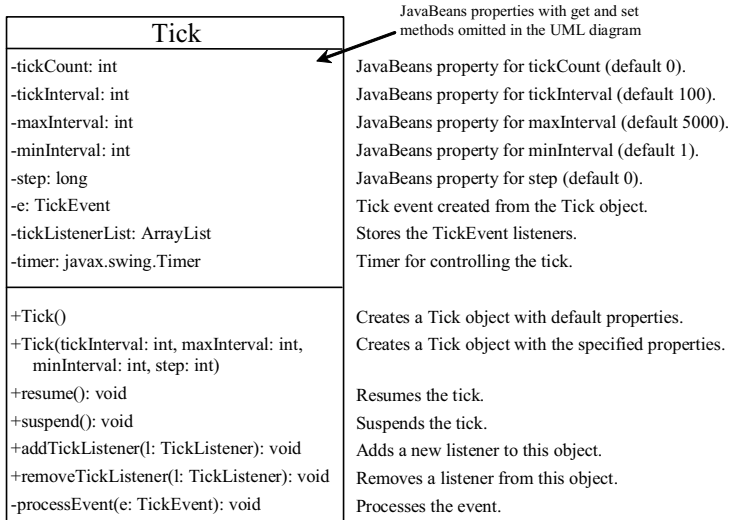 JavaBeans properties with get and set
methods omitted in the UML diagram
Tick
-tickCount: int
JavaBeans property for tickCount (default 0).
-tickInterval: int
JavaBeans property for tickInterval (default 100).
-maxInterval: int
JavaBeans property for maxInterval (default 5000).
-minInterval: int
JavaBeans property for minInterval (default 1).
-step: long
JavaBeans property for step (default 0).
-e: TickEvent
Tick event created from the Tick object.
-tickListenerList: ArrayList
Stores the TickEvent listeners.
-timer: javax.swing.Timer
Timer for controlling the tick.
+Tick()
Creates a Tick object with default properties.
+Tick(tickInterval: int, maxInterval: int,
minInterval: int, step: int)
Creates a Tick object with the specified properties.
+resume(): void
Resumes the tick.
+suspend(): void
Suspends the tick.
+addTickListener(l: TickListener): void
Adds a new listener to this object.
+removeTickListener(l: TickListener): void
Removes a listener from this object.
-processEvent(e: TickEvent): void
Processes the event.